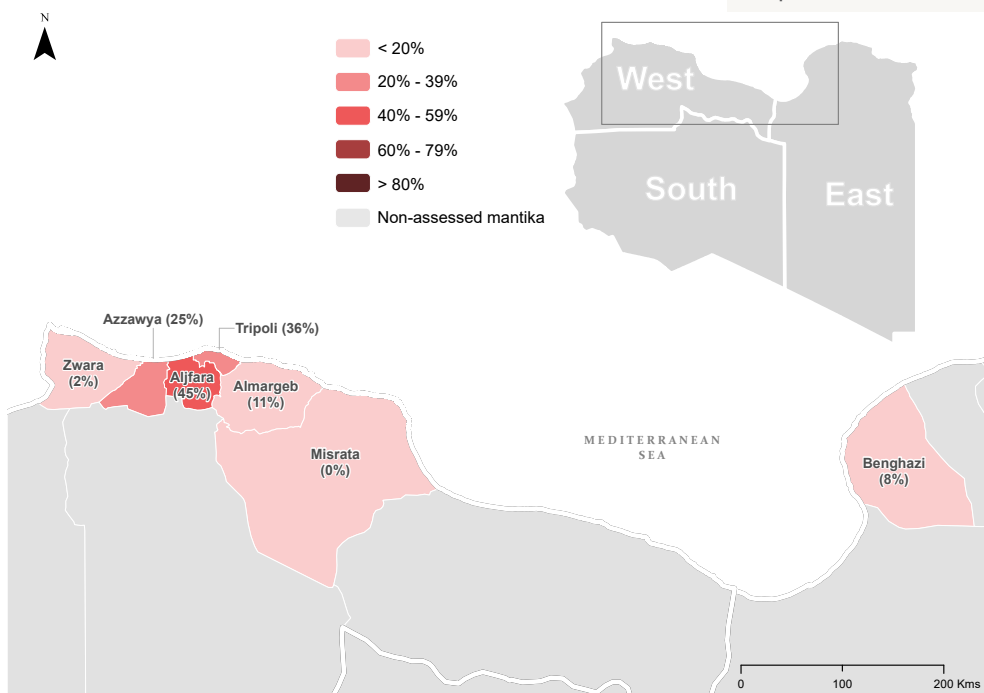 N
< 20%
20% - 39%
40% - 59%
60% - 79%
> 80%
Non-assessed mantika
West
South
East
Azzawya (25%)
Tripoli (36%)
Zwara
(2%)
Aljfara
(45%)
Almargeb
(11%)
Misrata
(0%)
MEDITERRANEAN
SEA
Benghazi
(8%)
0 100 200 Kms